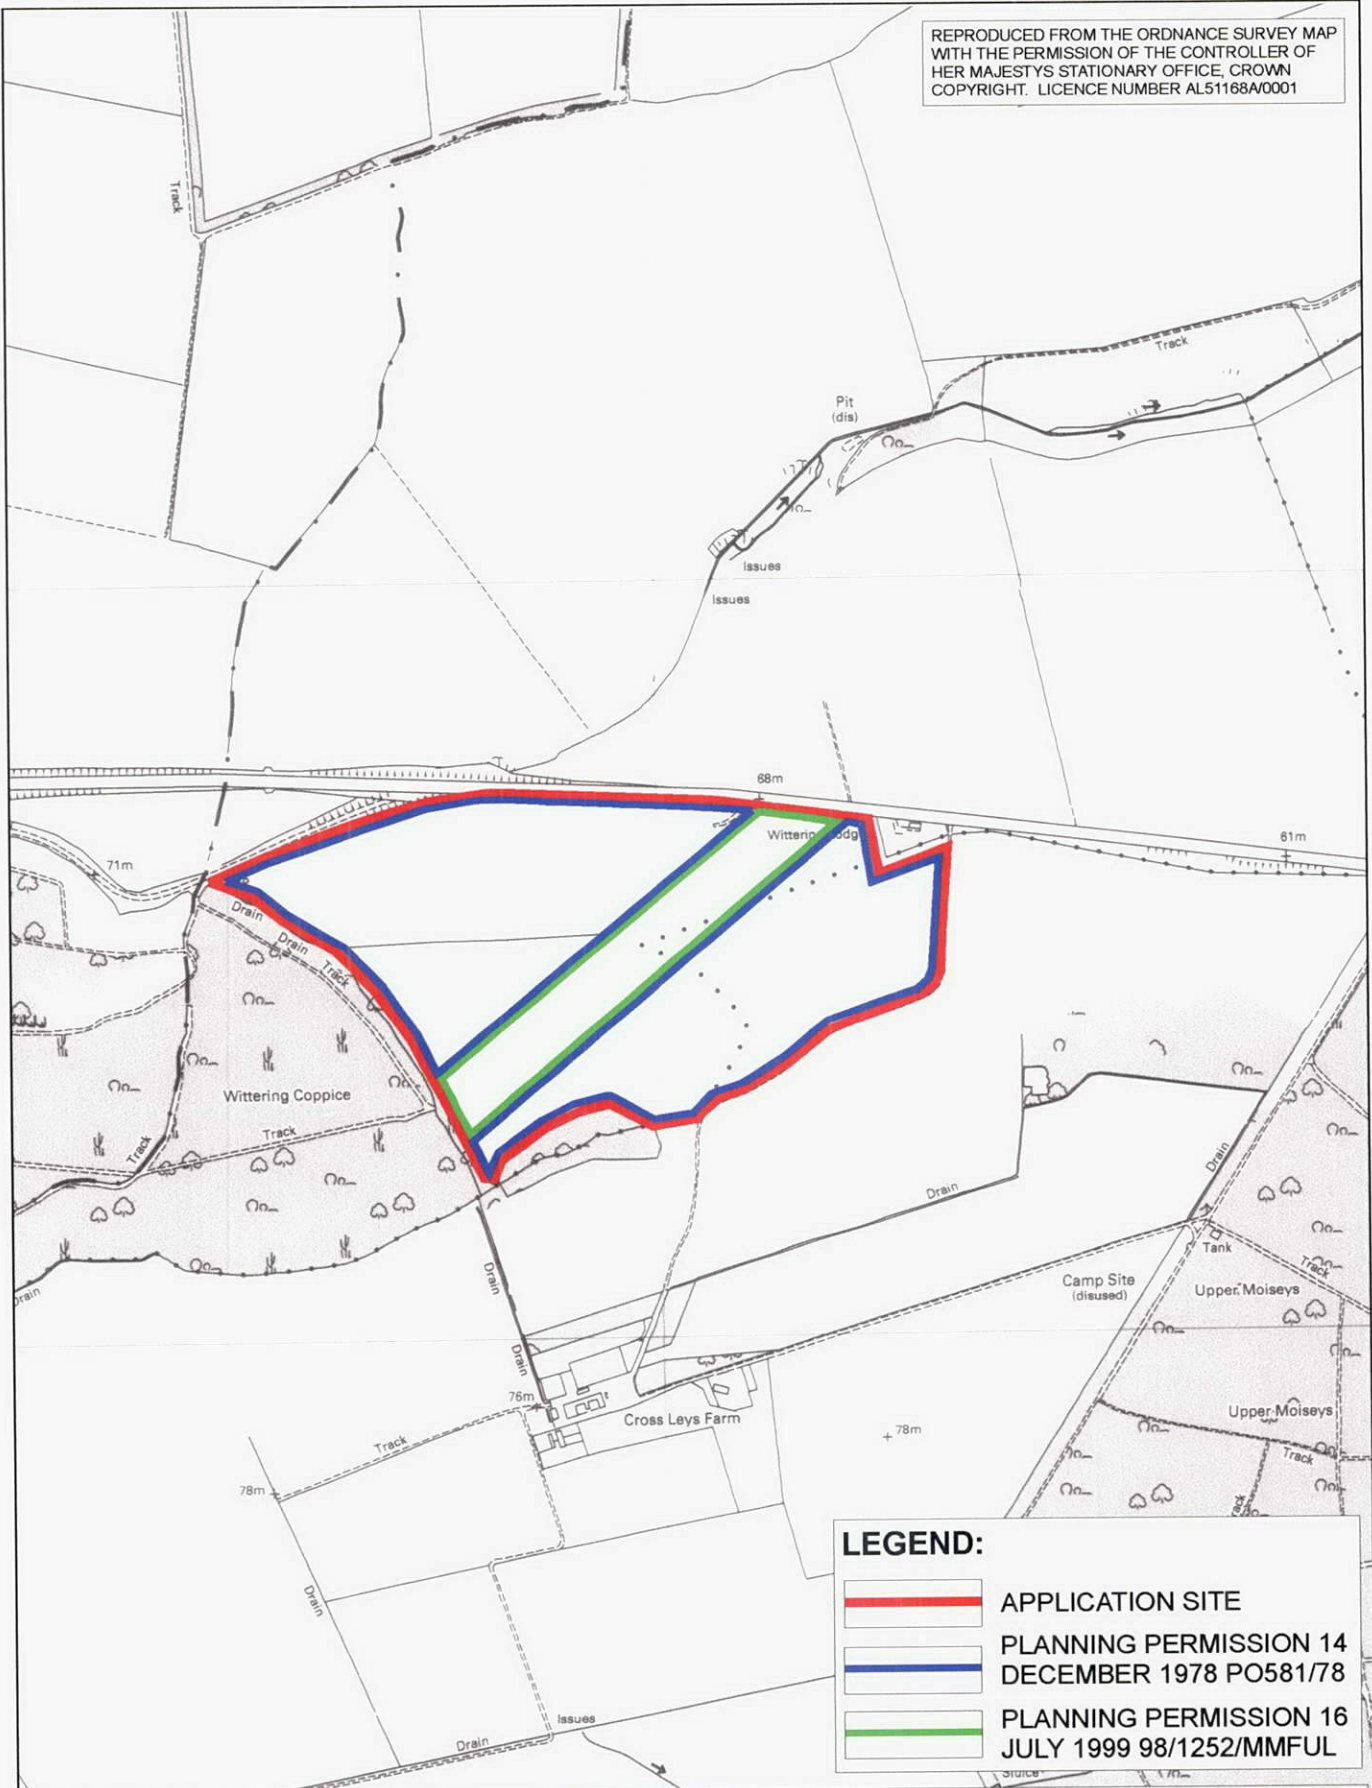 REPRODUCED FROM THE ORDNANCE SURVEY MAP
WITH THE PERMISSION OF THE CONTROLLER OF
HER MAJESTYS STATIONARY OFFICE, CROWN
COPYRIGHT. LICENCE NUMBER AL51168A/0001
Track
Track
Pit
(dis)
Issues
Issues
68m
Wittering
61m
71m
Drain
Drain
Track
Wittering Coppice
Track
Track
Drain
Drain
Drain
Tank
Track
Camp Site
(disused)
Upper Moiseys
Drain
Drain
76m
Cross Leys Farm
78m
Upper Moiseys
Track
Track
78m
Drain
Issues
Drain
LEGEND:
APPLICATION SITE
PLANNING PERMISSION 14
DECEMBER 1978 PO581/78
PLANNING PERMISSION 16
JULY 1999 98/1252/MMFUL